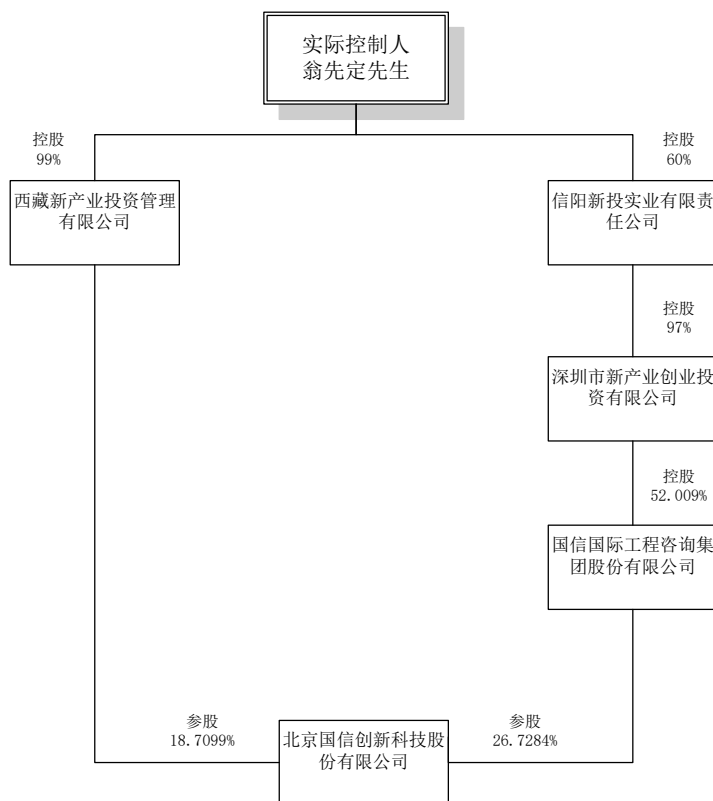 实际控制人
翁先定先生
控股
99%
控股
60%
西藏新产业投资管理
有限公司
信阳新投实业有限责
任公司
控股
97%
深圳市新产业创业投
资有限公司
控股
52.009%
国信国际工程咨询集
团股份有限公司
参股
18.7099%
北京国信创新科技股
份有限公司
参股
26.7284%